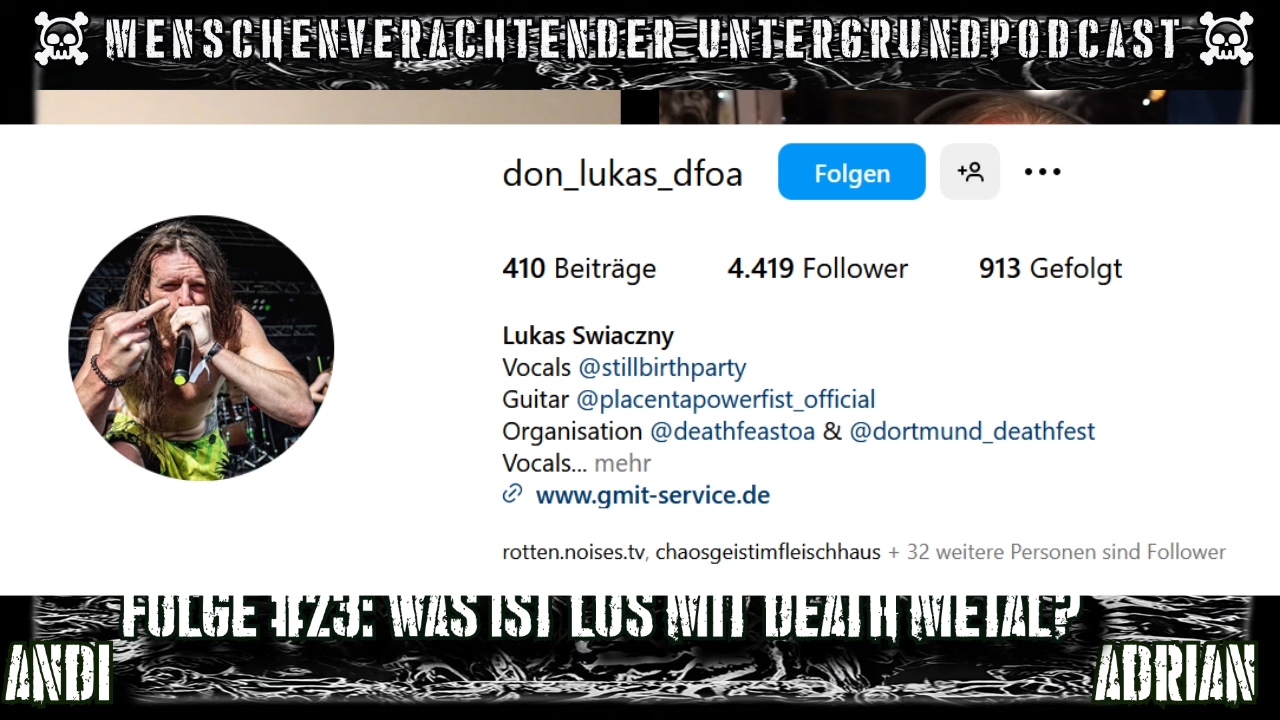 MENSCHENVERACHTENDER UNTERGRUNDPODCAST
don_lukas_dfoa
Folgen
410 Beiträge
4.419 Follower
913 Gefolgt
Lukas Swiaczny
Vocals @stillbirthparty
Guitar @placentapowerfist_official
Organisation @deathfeastoa & @dortmund_deathfest
Vocals... mehr
www.gmit-service.de
rotten.noises.tv, chaosgeistimfleischhaus + 32 weitere Personen sind Follower
FOLGE #23: WAS IST LOS MIT DEATH METAL?
ANDI
ADRIAN